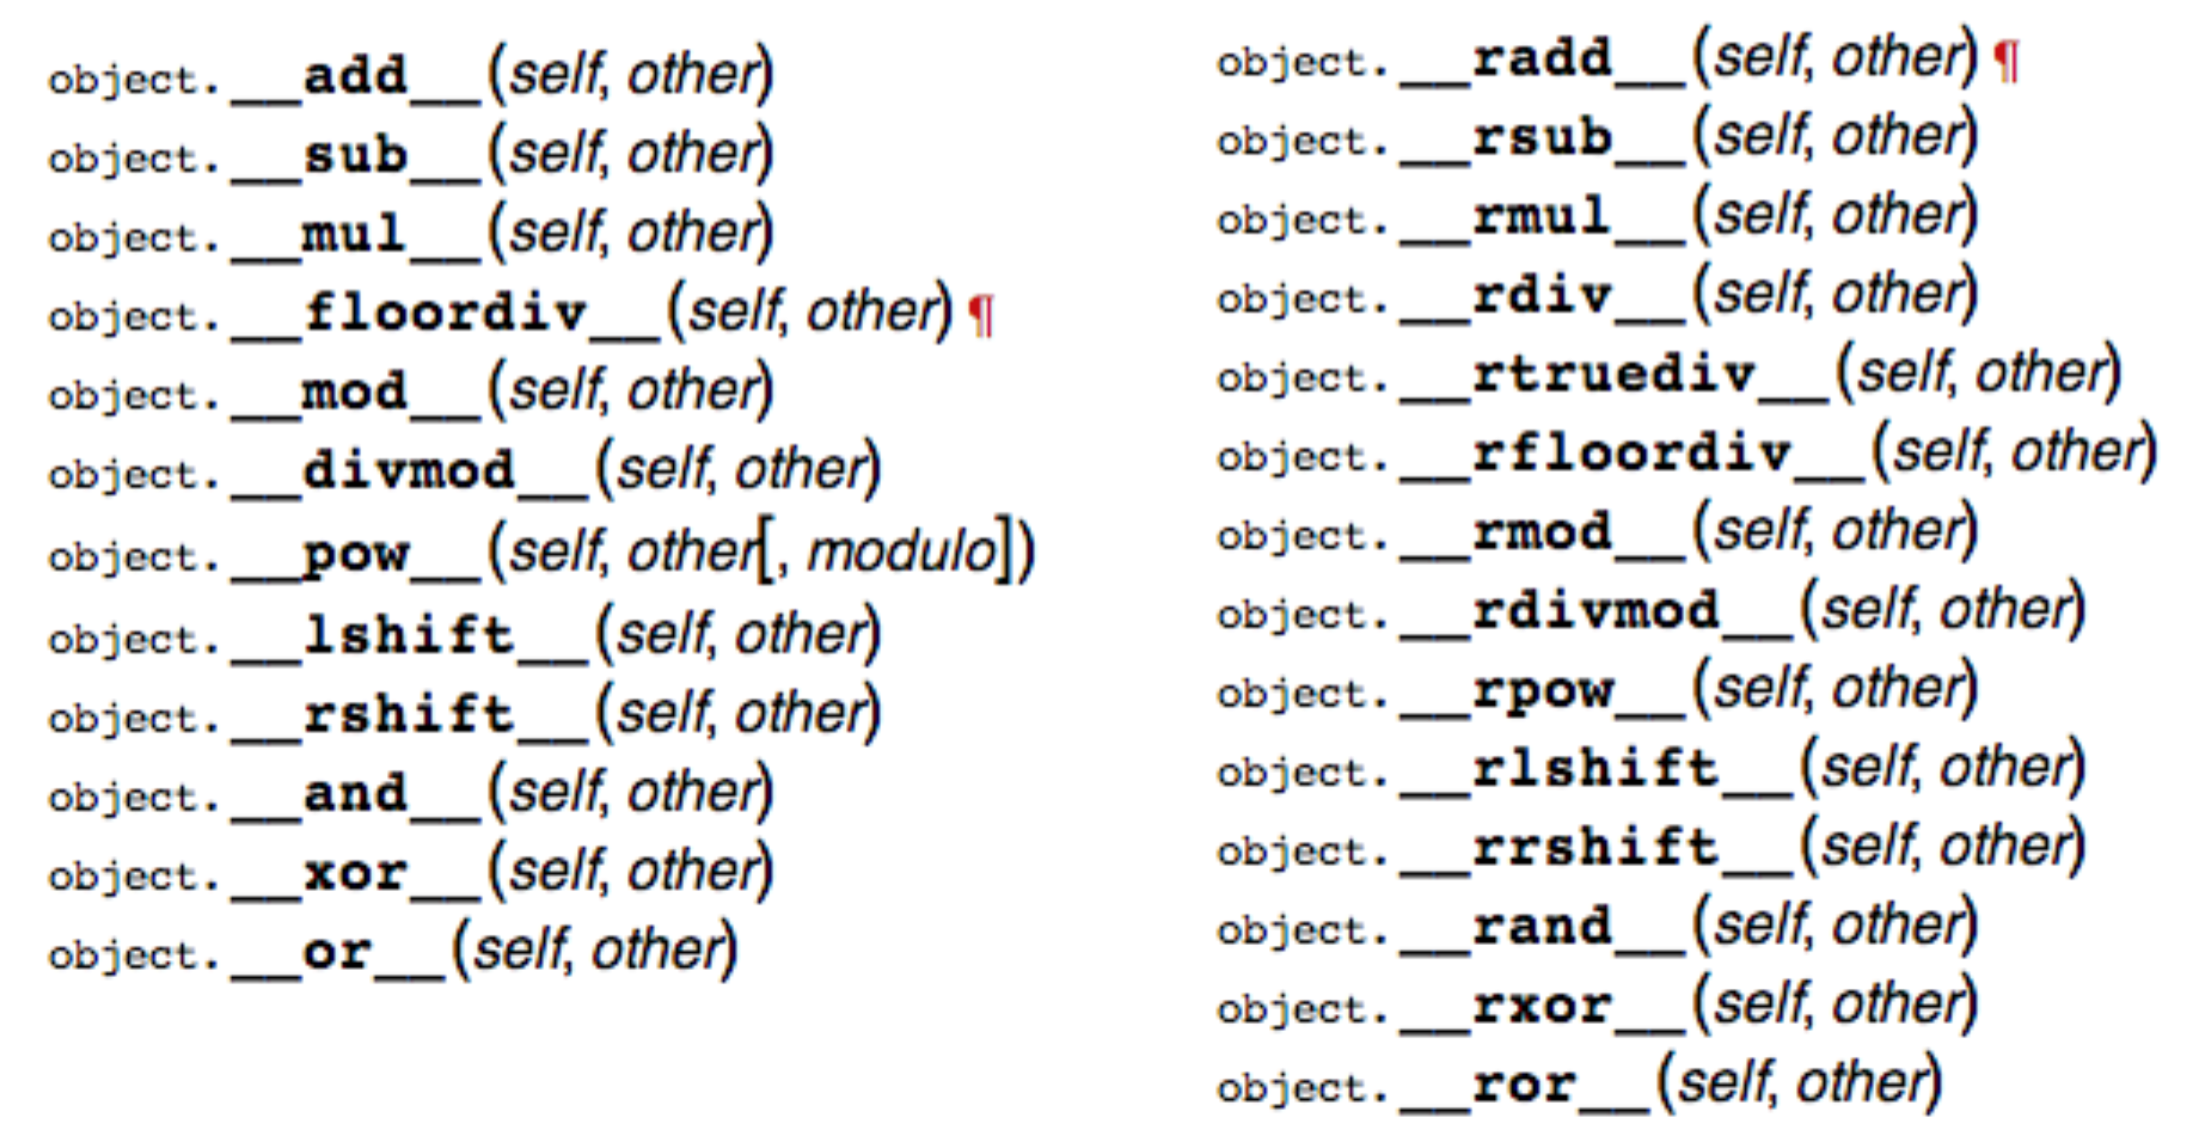 object.__add__(self, other)
object.__sub__(self, other)
object.__mul__(self, other)
object.__floordiv__(self, other) ¶
object.__mod__(self, other)
object.__divmod__(self, other)
object.__pow__(self, other[, modulo])
object.__lshift__(self, other)
object.__rshift__(self, other)
object.__and__(self, other)
object.__xor__(self, other)
object.__or__(self, other)
object.__radd__(self, other) ¶
object.__rsub__(self, other)
object.__rmul__(self, other)
object.__rdiv__(self, other)
object.__rtruediv__(self, other)
object.__rfloordiv__(self, other)
object.__rmod__(self, other)
object.__rdivmod__(self, other)
object.__rpow__(self, other)
object.__rlshift__(self, other)
object.__rrshift__(self, other)
object.__rand__(self, other)
object.__rxor__(self, other)
object.__ror__(self, other)